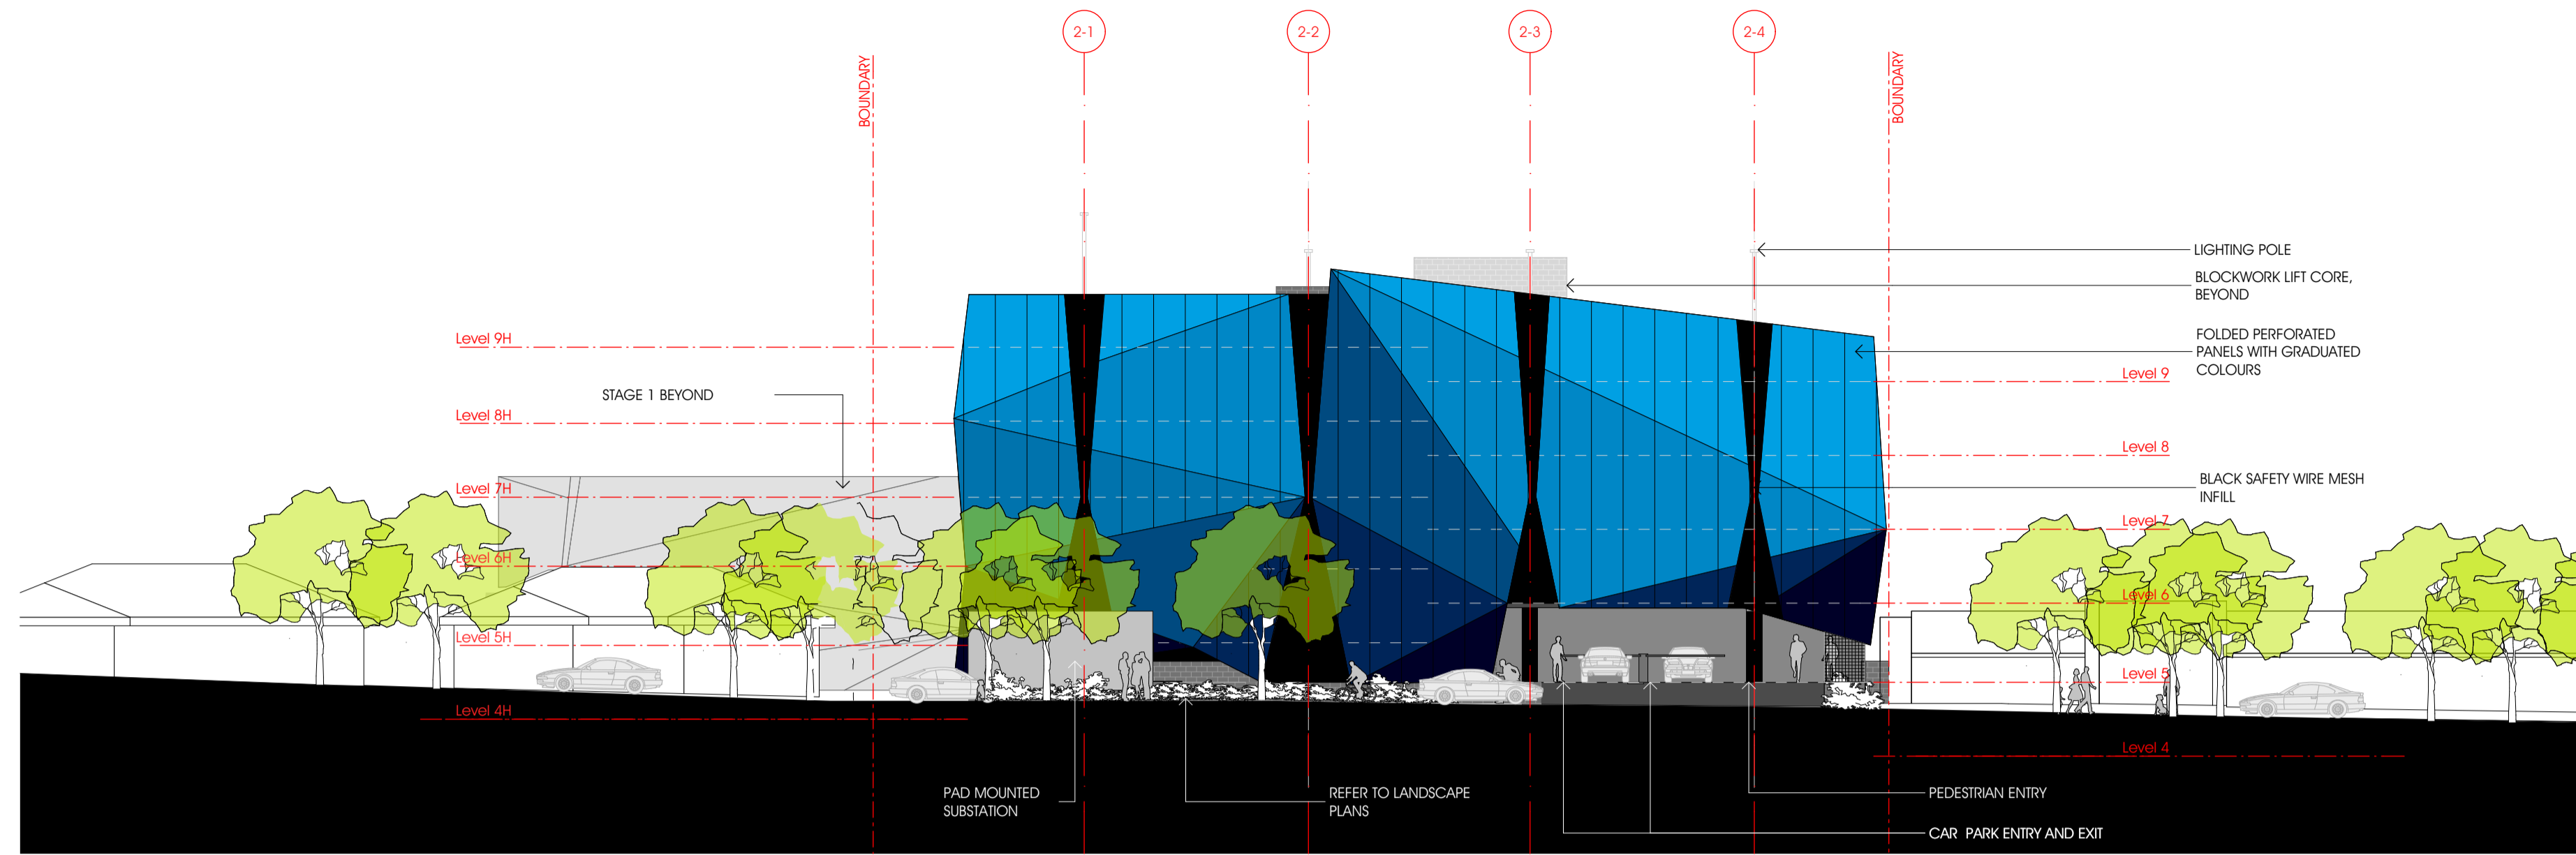 2-1
2-2
2-3
2-4
BOUNDARY
BOUNDARY
LIGHTING POLE
BLOCKWORK LIFT CORE,
BEYOND
FOLDED PERFORATED
PANELS WITH GRADUATED
COLOURS
Level 9H
Level 9
STAGE 1 BEYOND
Level 8H
Level 8
BLACK SAFETY WIRE MESH
INFILL
Level 7H
Level 7
Level 6H
Level 6
Level 5H
Level 5
Level 4H
Level 4
PAD MOUNTED
SUBSTATION
REFER TO LANDSCAPE
PLANS
PEDESTRIAN ENTRY
CAR PARK ENTRY AND EXIT